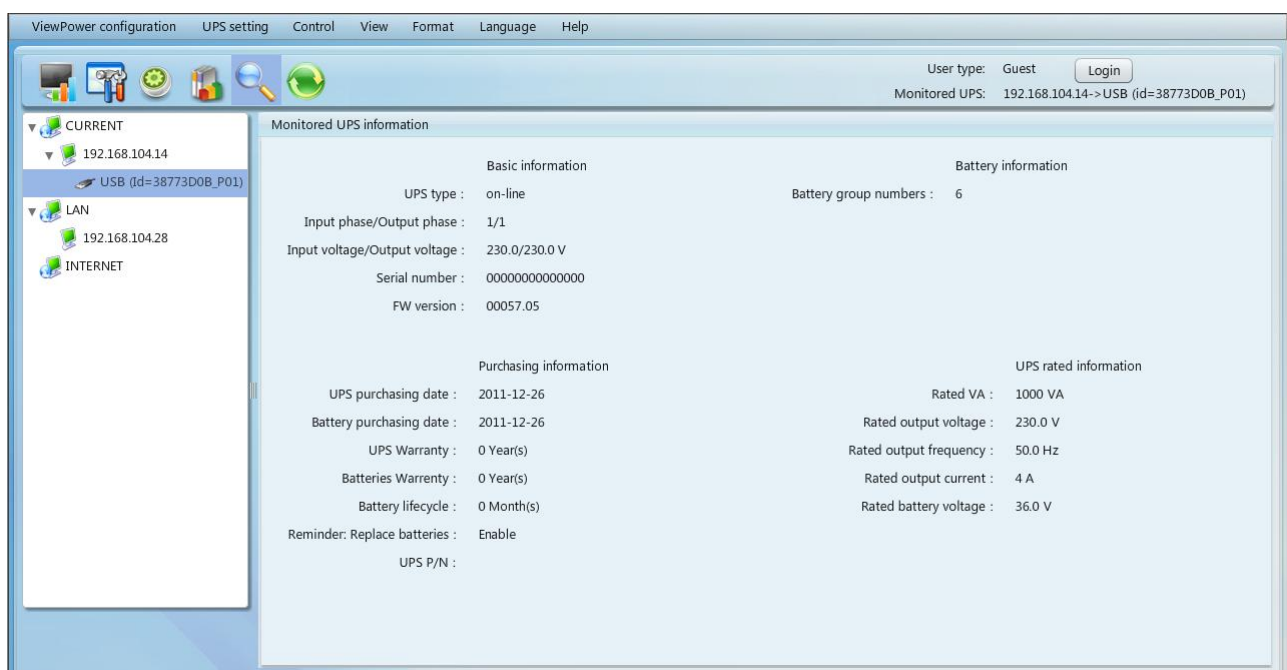 ViewPower configuration UPS setting Control View Format Language Help
User type: Guest Login
Monitored UPS: 192.168.104.14->USB (id=38773D0B_P01)
CURRENT
192.168.104.14
USB (Id=38773D0B_P01)
LAN
192.168.104.28
INTERNET
Monitored UPS information
Basic information
UPS type : on-line
Input phase/Output phase : 1/1
Input voltage/Output voltage : 230.0/230.0 V
Serial number : 00000000000000
FW version : 00057.05
Battery information
Battery group numbers : 6
Purchasing information
UPS purchasing date : 2011-12-26
Battery purchasing date : 2011-12-26
UPS Warranty : 0 Year(s)
Batteries Warrenty : 0 Year(s)
Battery lifecycle : 0 Month(s)
Reminder: Replace batteries : Enable
UPS P/N :
UPS rated information
Rated VA : 1000 VA
Rated output voltage : 230.0 V
Rated output frequency : 50.0 Hz
Rated output current : 4 A
Rated battery voltage : 36.0 V